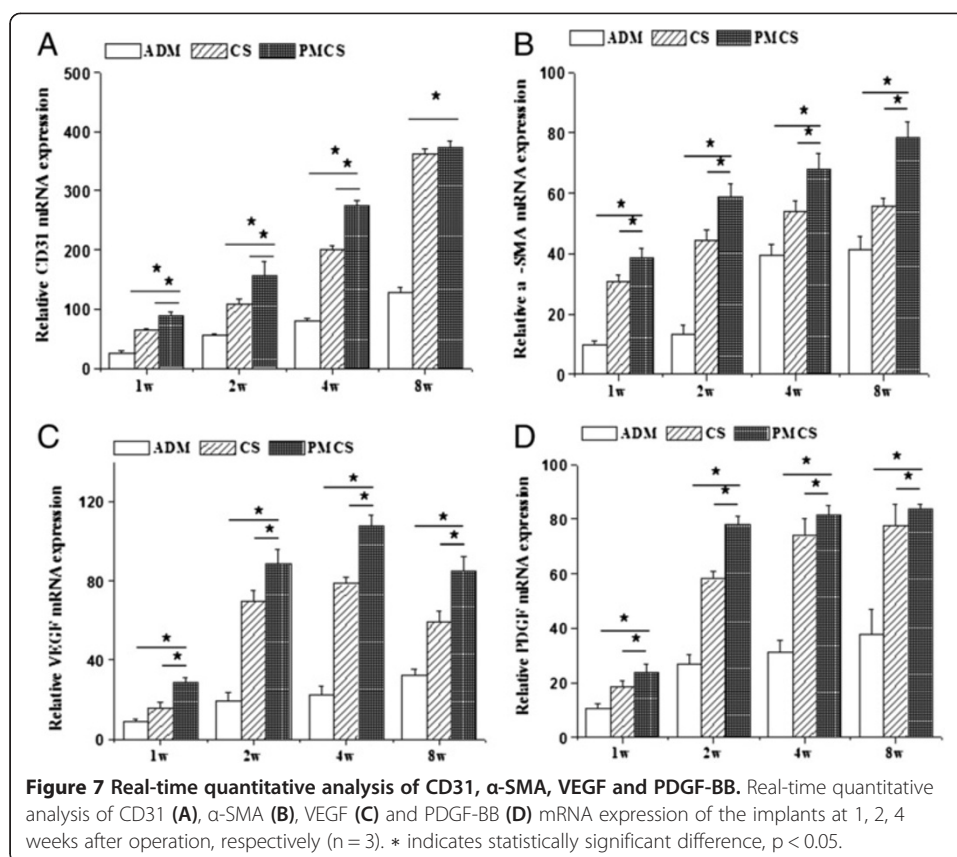 A
ADM CS PMCS
Relative CD31 mRNA expression
500
400
300
200
100
0
1w 2w 4w 8w
★ ★ ★ ★ ★ ★ ★
B
ADM CS PMCS
Relative a -SMA mRNA expression
100
80
60
40
20
0
1w 2w 4w 8w
★ ★ ★ ★ ★ ★ ★ ★
C
ADM CS PMCS
Relative VEGF mRNA expression
120
80
40
0
1w 2w 4w 8w
★ ★ ★ ★ ★ ★ ★ ★
D
ADM CS PMCS
Relative PDGF mRNA expression
100
80
60
40
20
0
1w 2w 4w 8w
★ ★ ★ ★ ★ ★ ★ ★
Figure 7 Real-time quantitative analysis of CD31, α-SMA, VEGF and PDGF-BB. Real-time quantitative
analysis of CD31 (A), α-SMA (B), VEGF (C) and PDGF-BB (D) mRNA expression of the implants at 1, 2, 4
weeks after operation, respectively (n = 3). ∗ indicates statistically significant difference, p < 0.05.